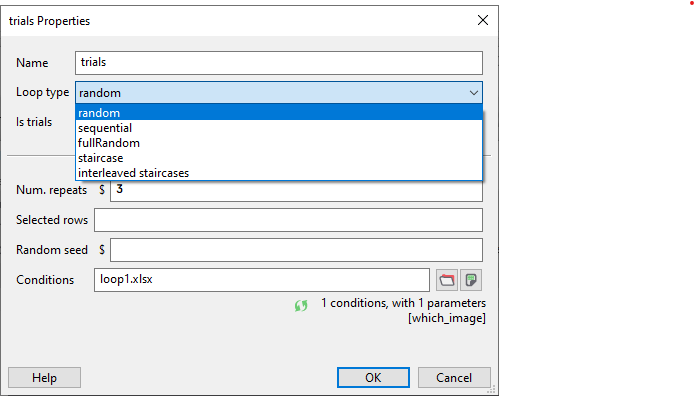 trials Properties
Name trials
Loop type random
random
Is trials
sequential
fullRandom
staircase
interleaved staircases
Num. repeats $ 3
Selected rows
Random seed $
Conditions loop1.xlsx
1 conditions, with 1 parameters
[which_image]
Help OK Cancel